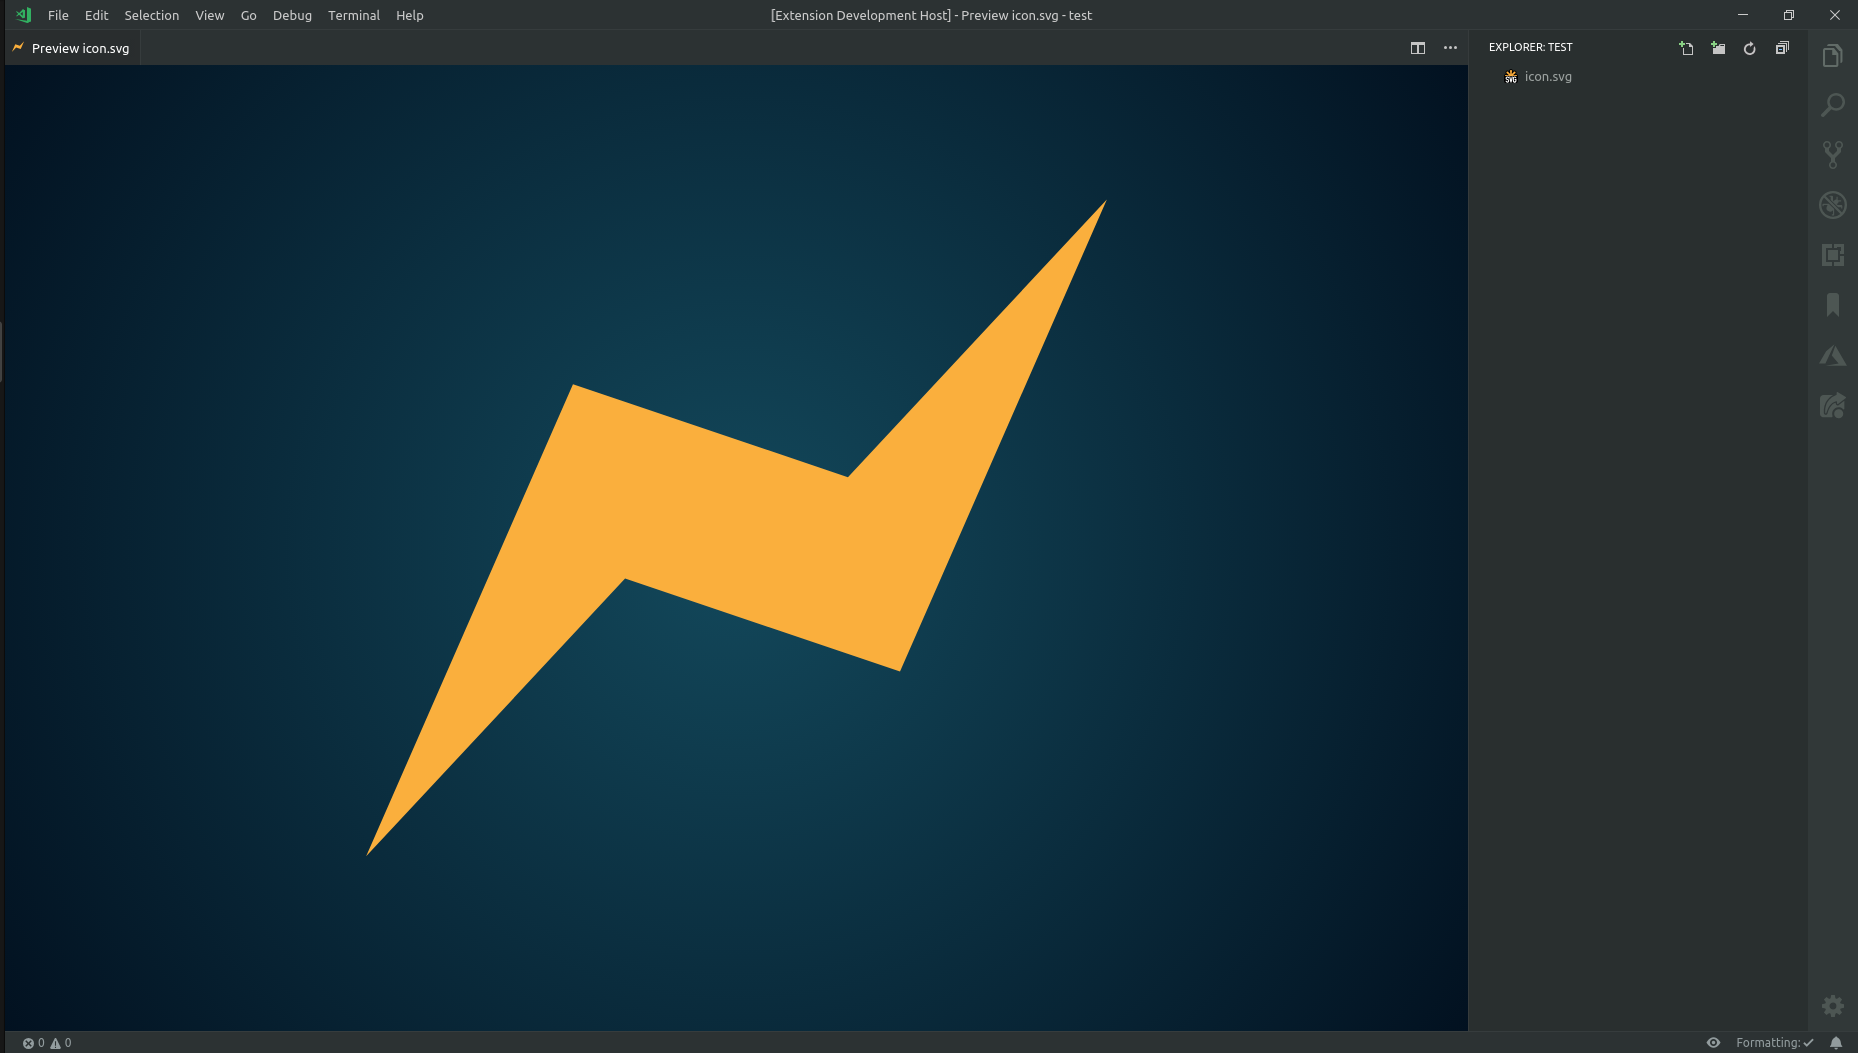 File Edit Selection View Go Debug Terminal Help
[Extension Development Host] - Preview icon.svg - test
Preview icon.svg
EXPLORER: TEST
SVG icon.svg
0 0
Formatting: